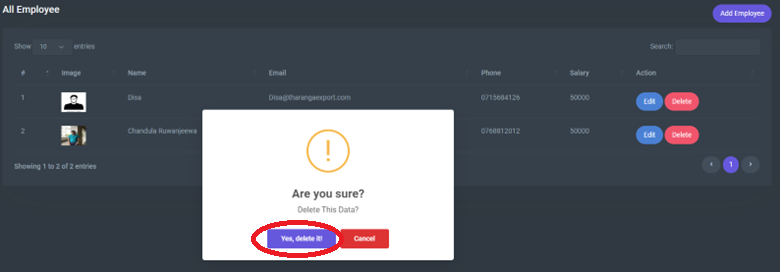 All Employee
Add Employee
Show 10 entries
Search:
# Image Name Email Phone Salary Action
1 Disa Disa@tharangaexport.com 0715684126 50000 Edit Delete
2 Chandula Ruwanjeewa 0768812012 50000 Edit Delete
Showing 1 to 2 of 2 entries
1
!
Are you sure?
Delete This Data?
Yes, delete it! Cancel